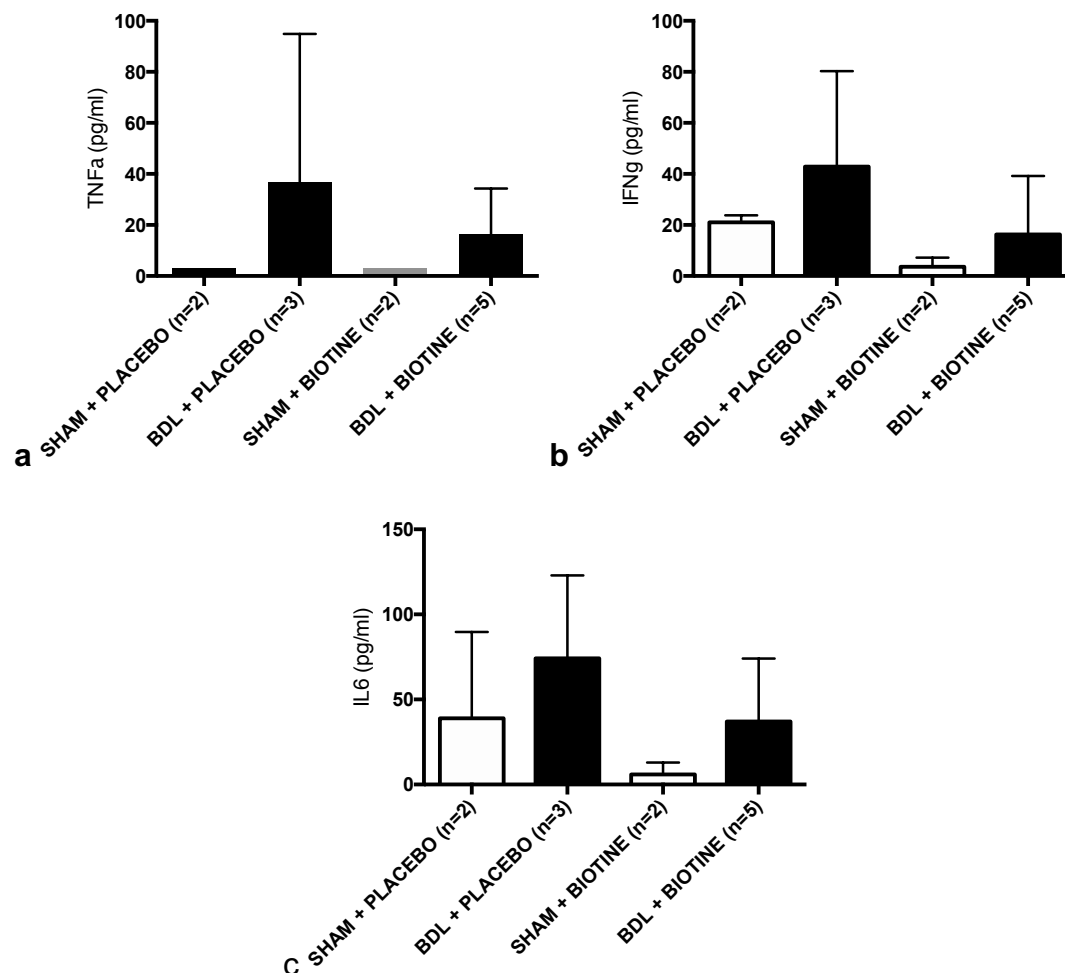 100
80
60
40
20
0
TNFa (pg/ml)
SHAM + PLACEBO (n=2)
BDL + PLACEBO (n=3)
SHAM + BIOTINE (n=2)
BDL + BIOTINE (n=5)
a
100
80
60
40
20
0
IFNg (pg/ml)
SHAM + PLACEBO (n=2)
BDL + PLACEBO (n=3)
SHAM + BIOTINE (n=2)
BDL + BIOTINE (n=5)
b
150
100
50
0
IL6 (pg/ml)
SHAM + PLACEBO (n=2)
BDL + PLACEBO (n=3)
SHAM + BIOTINE (n=2)
BDL + BIOTINE (n=5)
c